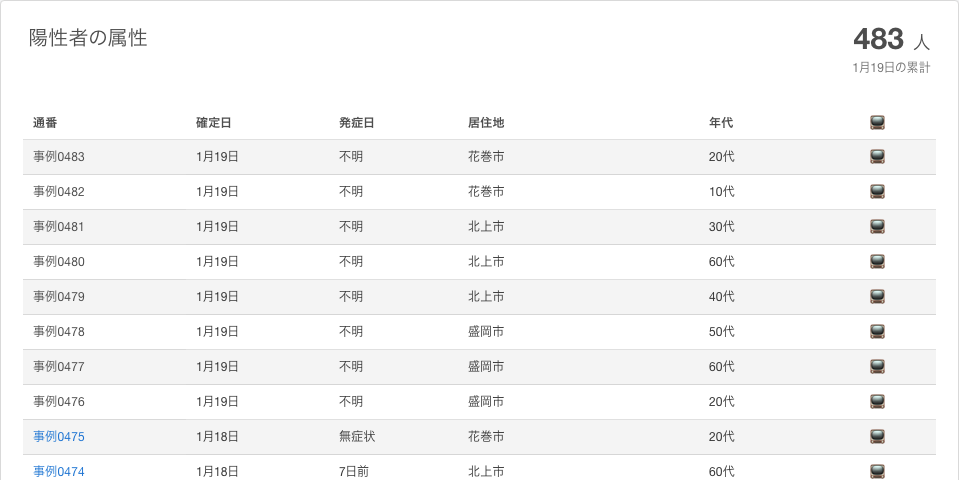 陽性者の属性
483 人
1月19日の累計
通番 確定日 発症日 居住地 年代
事例0483 1月19日 不明 花巻市 20代
事例0482 1月19日 不明 花巻市 10代
事例0481 1月19日 不明 北上市 30代
事例0480 1月19日 不明 北上市 60代
事例0479 1月19日 不明 北上市 40代
事例0478 1月19日 不明 盛岡市 50代
事例0477 1月19日 不明 盛岡市 60代
事例0476 1月19日 不明 盛岡市 20代
事例0475 1月18日 無症状 花巻市 20代
事例0474 1月18日 7日前 北上市 60代